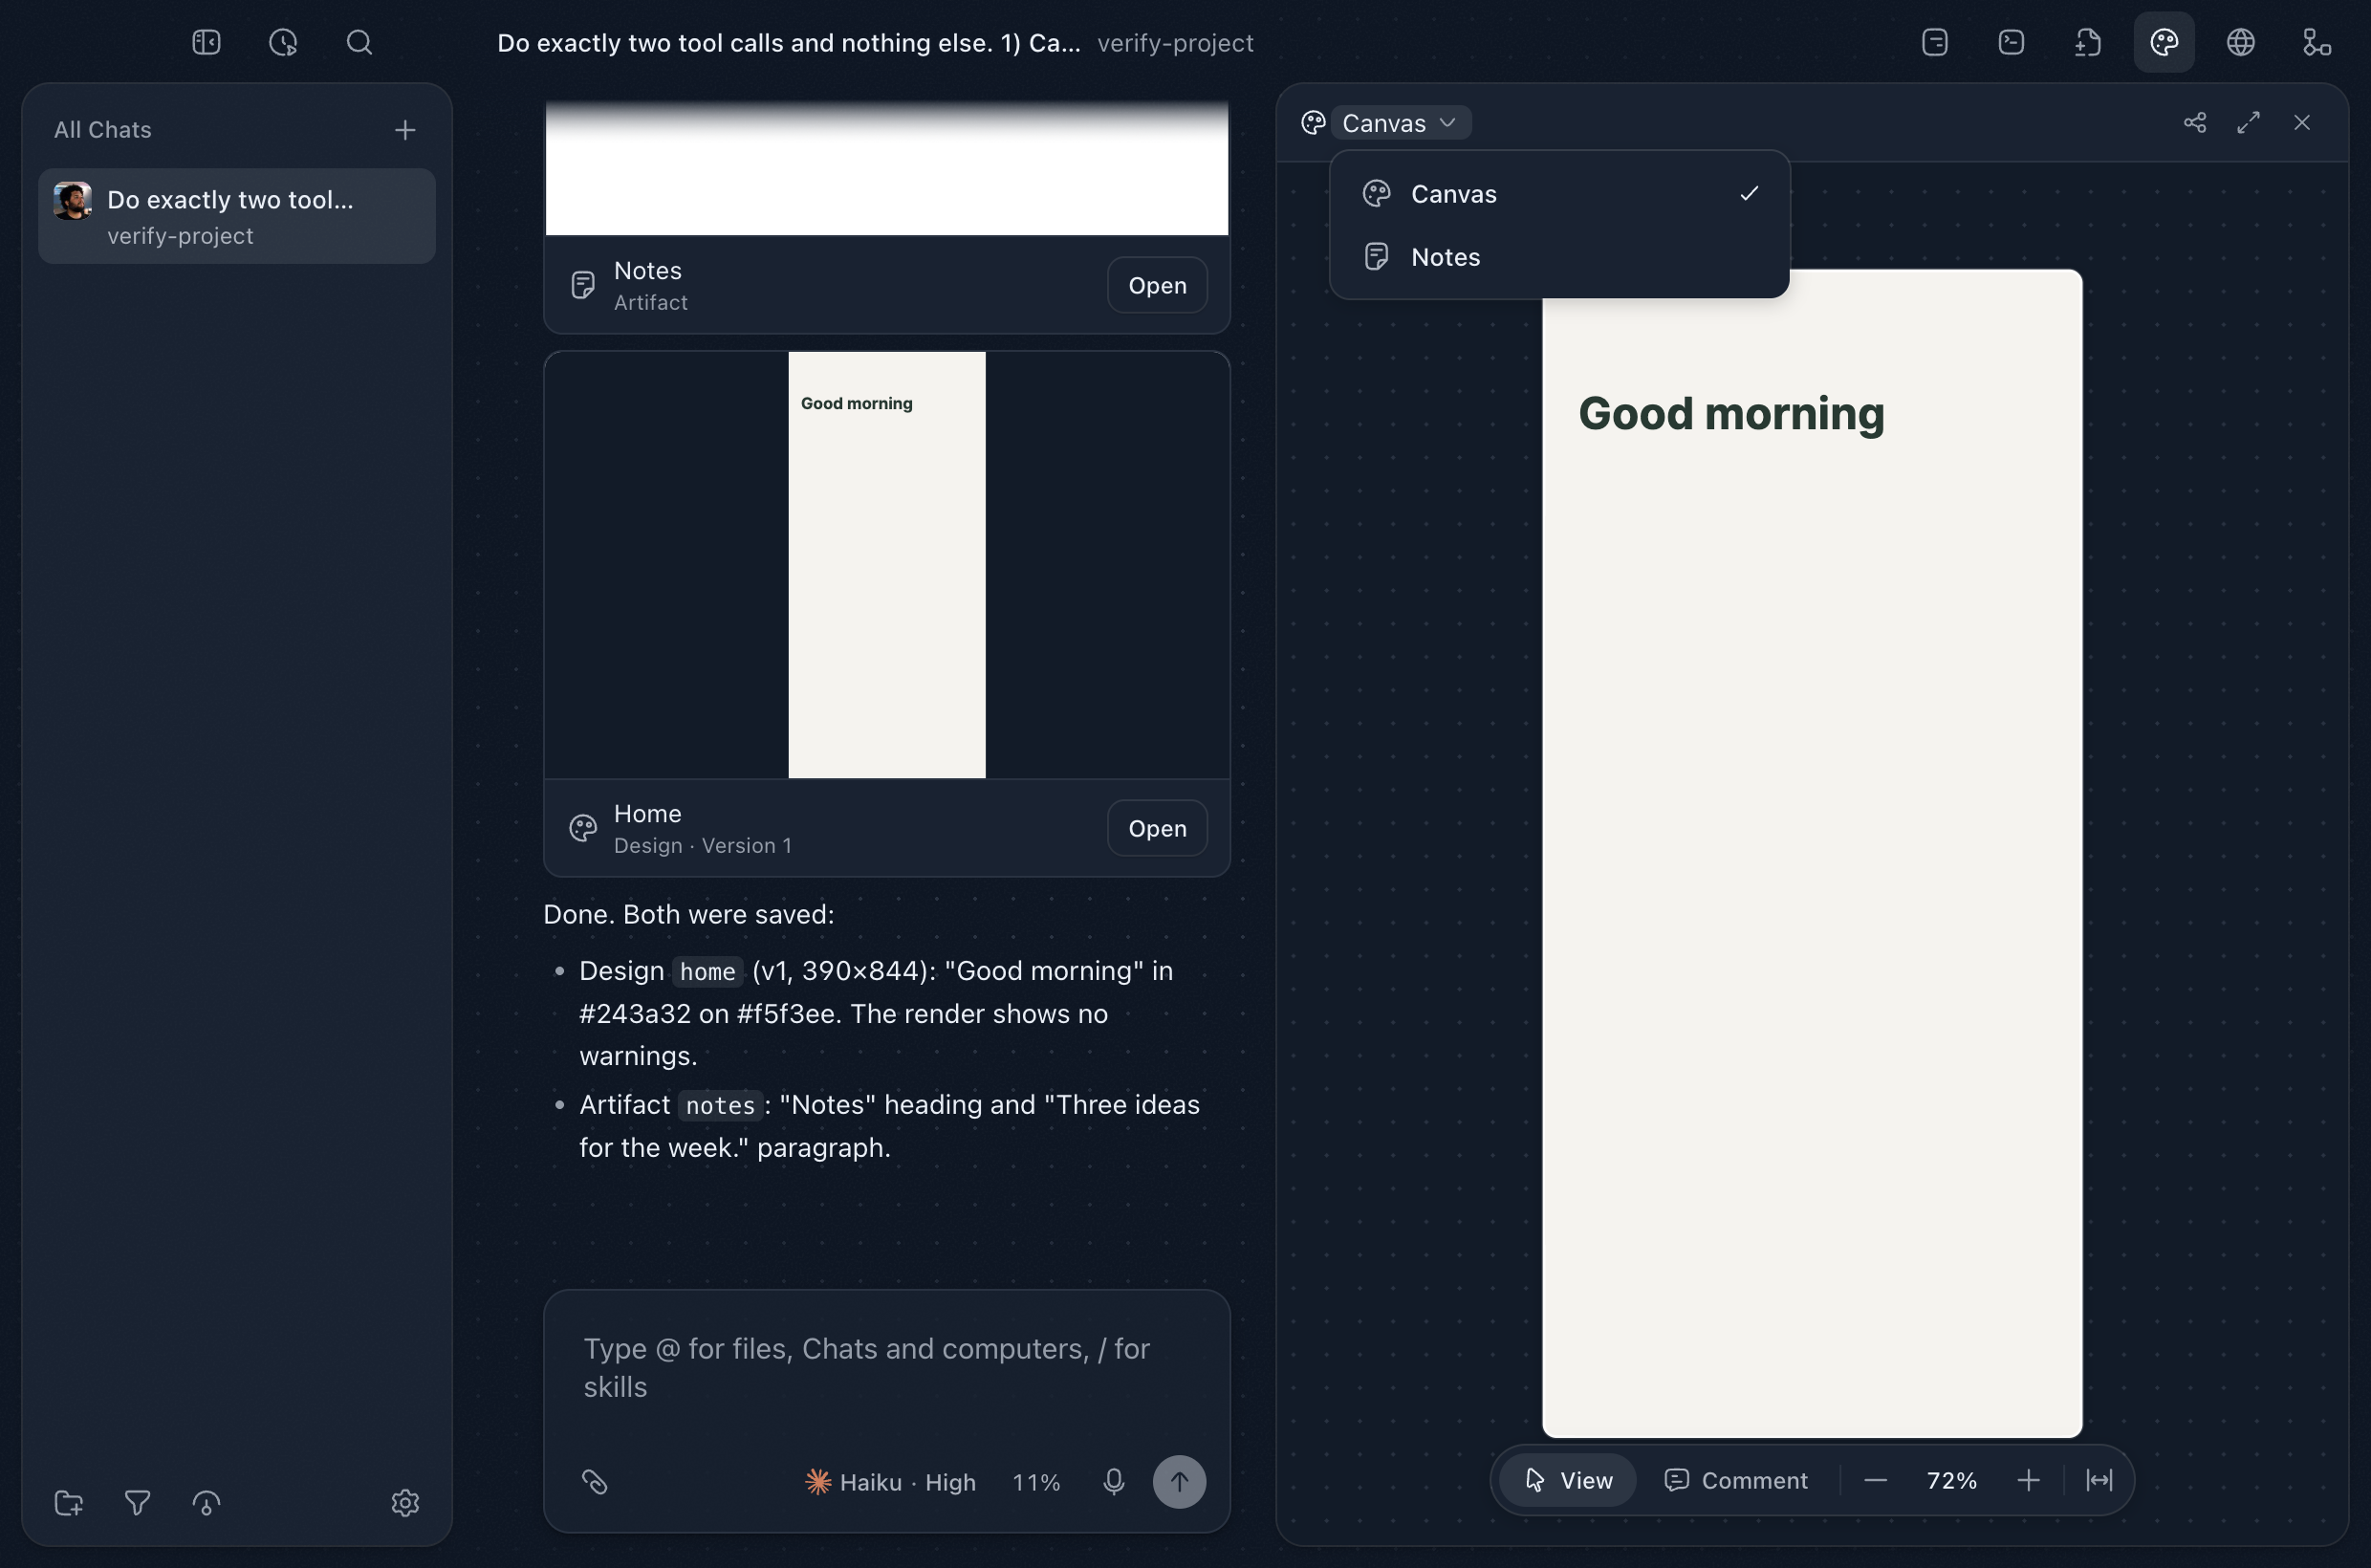 Do exactly two tool calls and nothing else. 1) Ca... verify-project
All Chats
Do exactly two tool...
verify-project
Notes
Artifact
Open
Good morning
Home
Design · Version 1
Open
Done. Both were saved:
• Design home (v1, 390×844): "Good morning" in
#243a32 on #f5f3ee. The render shows no
warnings.
• Artifact notes: "Notes" heading and "Three ideas
for the week." paragraph.
Type @ for files, Chats and computers, / for
skills
Haiku · High 11%
Canvas
Canvas
Notes
Good morning
View Comment 72%